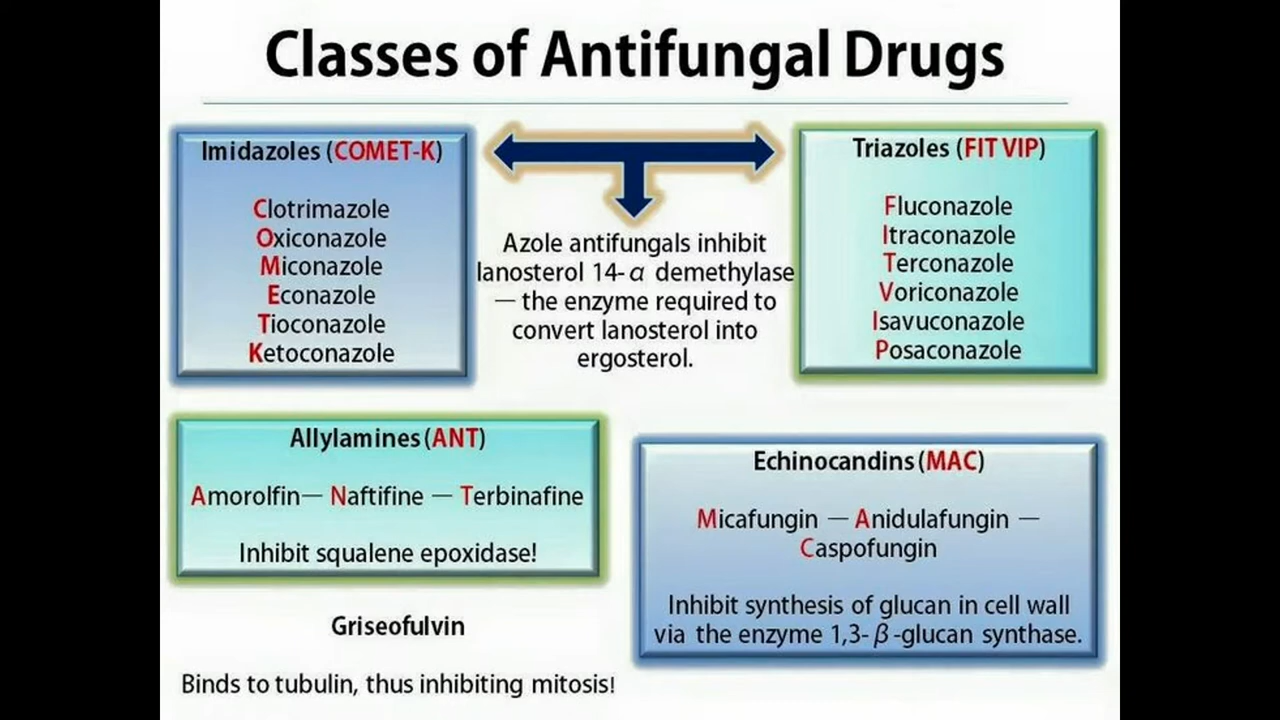 Classes of Antifungal Drugs
Imidazoles (COMET-K)
Clotrimazole
Oxiconazole
Miconazole
Econazole
Tioconazole
Ketoconazole
Azole antifungals inhibit
lanosterol 14-α demethylase
— the enzyme required to
convert lanosterol into
ergosterol.
Triazoles (FIT VIP)
Fluconazole
Itraconazole
Terconazole
Voriconazole
Isavuconazole
Posaconazole
Allylamines (ANT)
Amorolfin— Naftifine — Terbinafine
Inhibit squalene epoxidase!
Echinocandins (MAC)
Micafungin — Anidulafungin —
Caspofungin
Inhibit synthesis of glucan in cell wall
via the enzyme 1,3-β-glucan synthase.
Griseofulvin
Binds to tubulin, thus inhibiting mitosis!